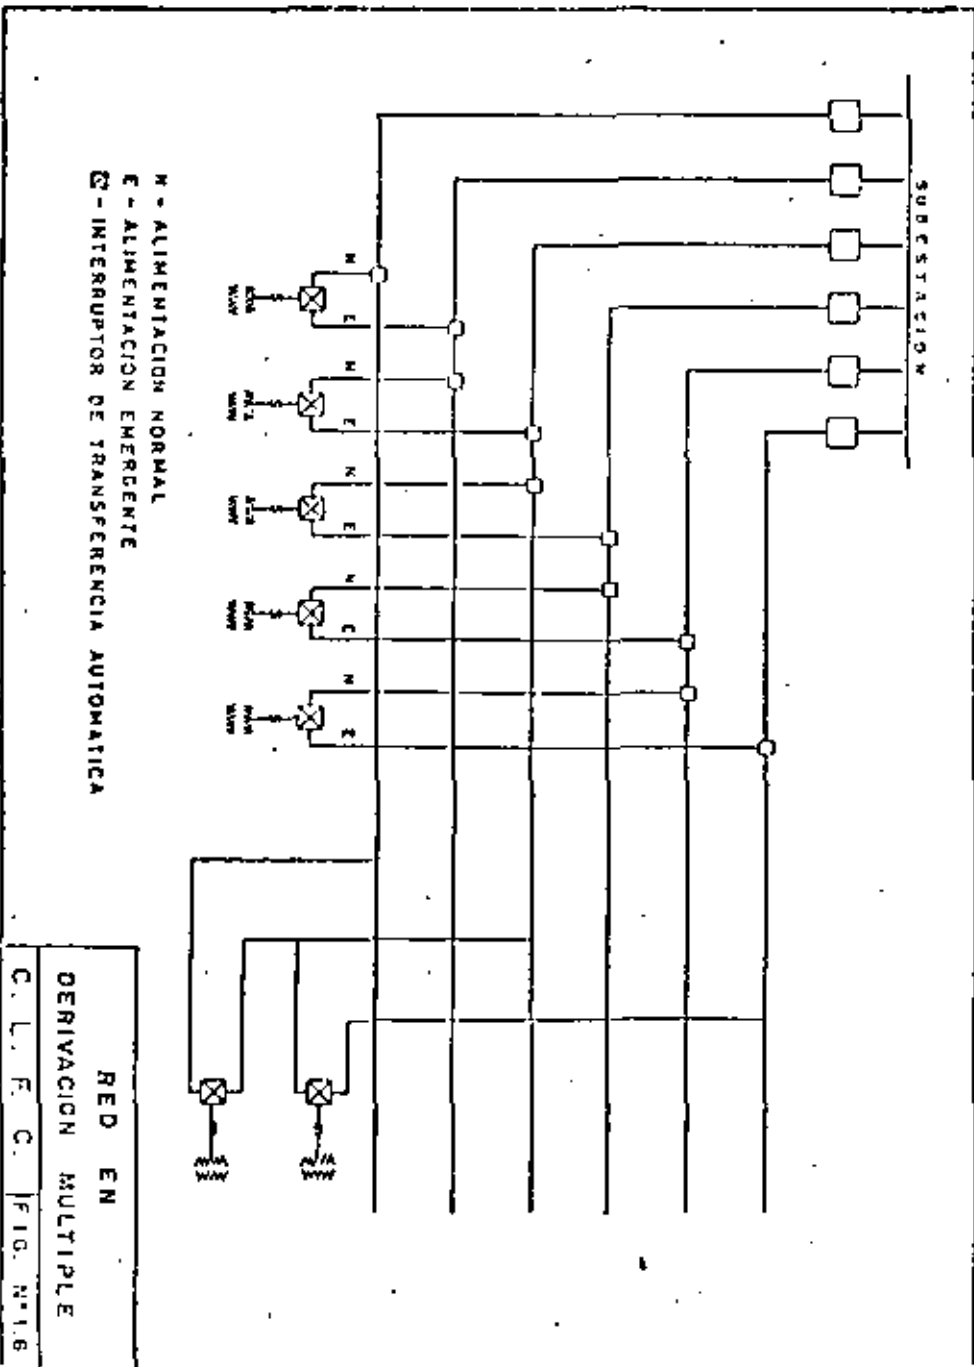 SUBESTACION
N E
N E
N E
N C
N E
N = ALIMENTACION NORMAL
E - ALIMENTACION EMERGENTE
- INTERRUPTOR DE TRANSFERENCIA AUTOMATICA
RED EN
DERIVACION MULTIPLE
C. L. F. C. FIG. Nº 1.6